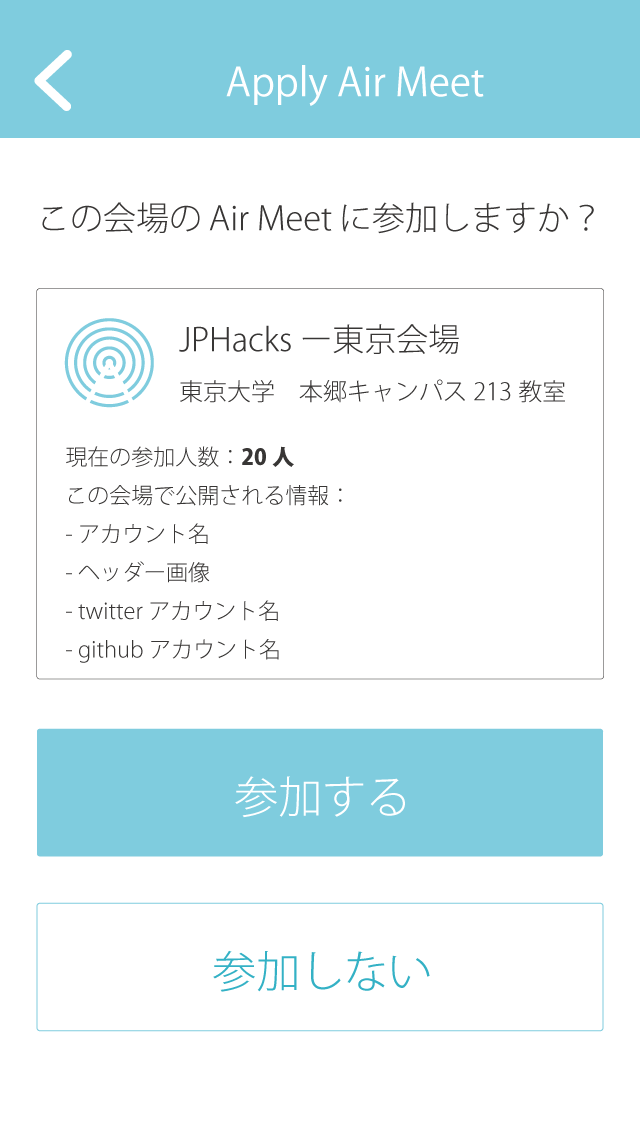 Apply Air Meet
この会場の Air Meet に参加しますか？
JPHacks ー東京会場
東京大学　本郷キャンパス 213 教室
現在の参加人数：20 人
この会場で公開される情報：
- アカウント名
- ヘッダー画像
- twitter アカウント名
- github アカウント名
参加する
参加しない